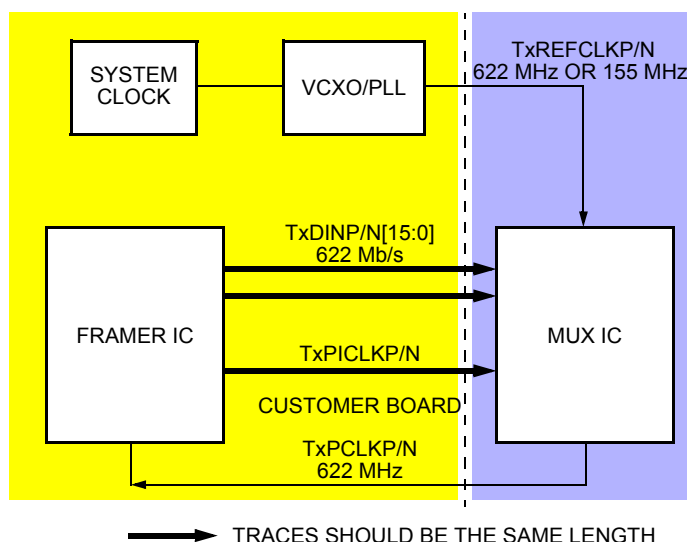 TxREFCLKP/N
622 MHz OR 155 MHz
SYSTEM
CLOCK
VCXO/PLL
TxDINP/N[15:0]
622 Mb/s
FRAMER IC
MUX IC
TxPICLKP/N
CUSTOMER BOARD
TxPCLKP/N
622 MHz
TRACES SHOULD BE THE SAME LENGTH